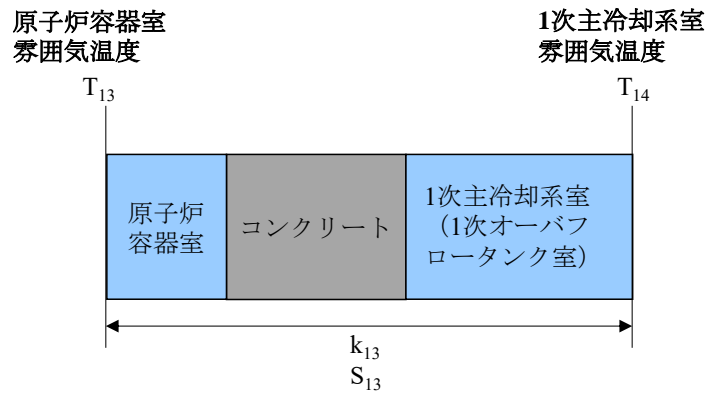 原子炉容器室
雰囲気温度
T₁₃
1次主冷却系室
雰囲気温度
T₁₄
原子炉
容器室
コンクリート
1次主冷却系室
（1次オーバフ
ロータンク室）
k₁₃
S₁₃